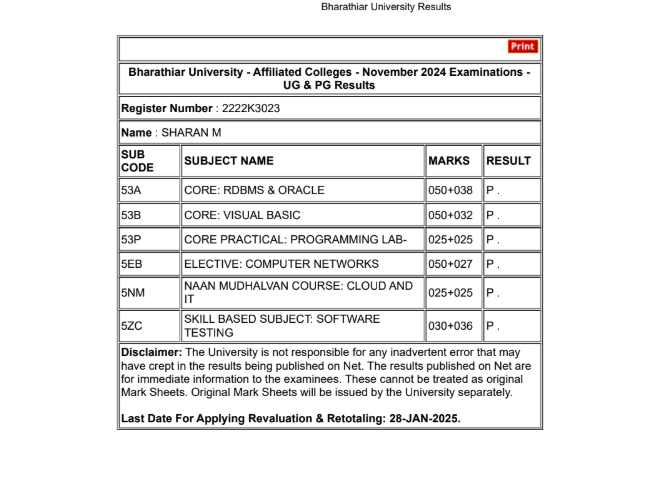 Bharathiar University Results
Print
Bharathiar University - Affiliated Colleges - November 2024 Examinations -
UG & PG Results
Register Number : 2222K3023
Name : SHARAN M
SUB CODE SUBJECT NAME MARKS RESULT
53A CORE: RDBMS & ORACLE 050+038 P .
53B CORE: VISUAL BASIC 050+032 P .
53P CORE PRACTICAL: PROGRAMMING LAB- 025+025 P .
5EB ELECTIVE: COMPUTER NETWORKS 050+027 P .
5NM NAAN MUDHALVAN COURSE: CLOUD AND IT 025+025 P .
5ZC SKILL BASED SUBJECT: SOFTWARE TESTING 030+036 P .
Disclaimer: The University is not responsible for any inadvertent error that may
have crept in the results being published on Net. The results published on Net are
for immediate information to the examinees. These cannot be treated as original
Mark Sheets. Original Mark Sheets will be issued by the University separately.
Last Date For Applying Revaluation & Retotaling: 28-JAN-2025.